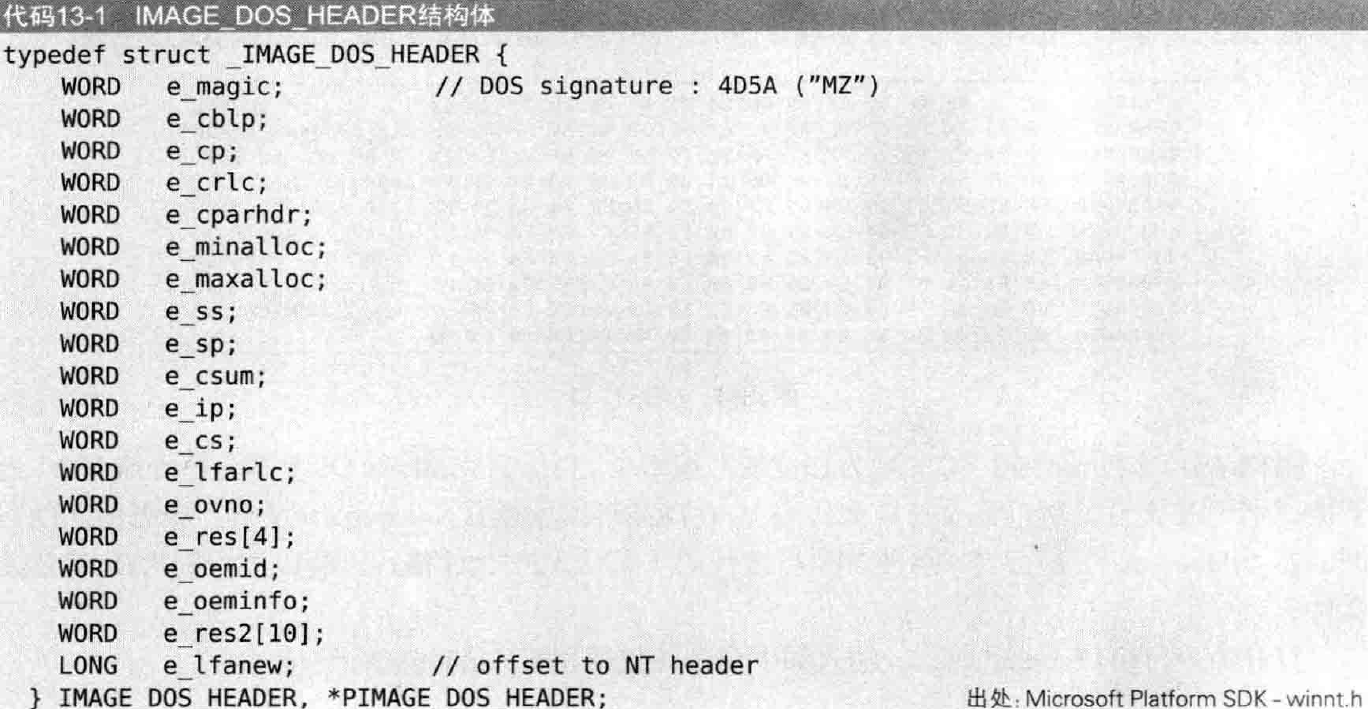 代码13-1 IMAGE_DOS_HEADER结构体
typedef struct _IMAGE_DOS_HEADER {
    WORD   e_magic;          // DOS signature : 4D5A ("MZ")
    WORD   e_cblp;
    WORD   e_cp;
    WORD   e_crlc;
    WORD   e_cparhdr;
    WORD   e_minalloc;
    WORD   e_maxalloc;
    WORD   e_ss;
    WORD   e_sp;
    WORD   e_csum;
    WORD   e_ip;
    WORD   e_cs;
    WORD   e_lfarlc;
    WORD   e_ovno;
    WORD   e_res[4];
    WORD   e_oemid;
    WORD   e_oeminfo;
    WORD   e_res2[10];
    LONG   e_lfanew;         // offset to NT header
  } IMAGE_DOS_HEADER, *PIMAGE_DOS_HEADER;
出处：Microsoft Platform SDK - winnt.h